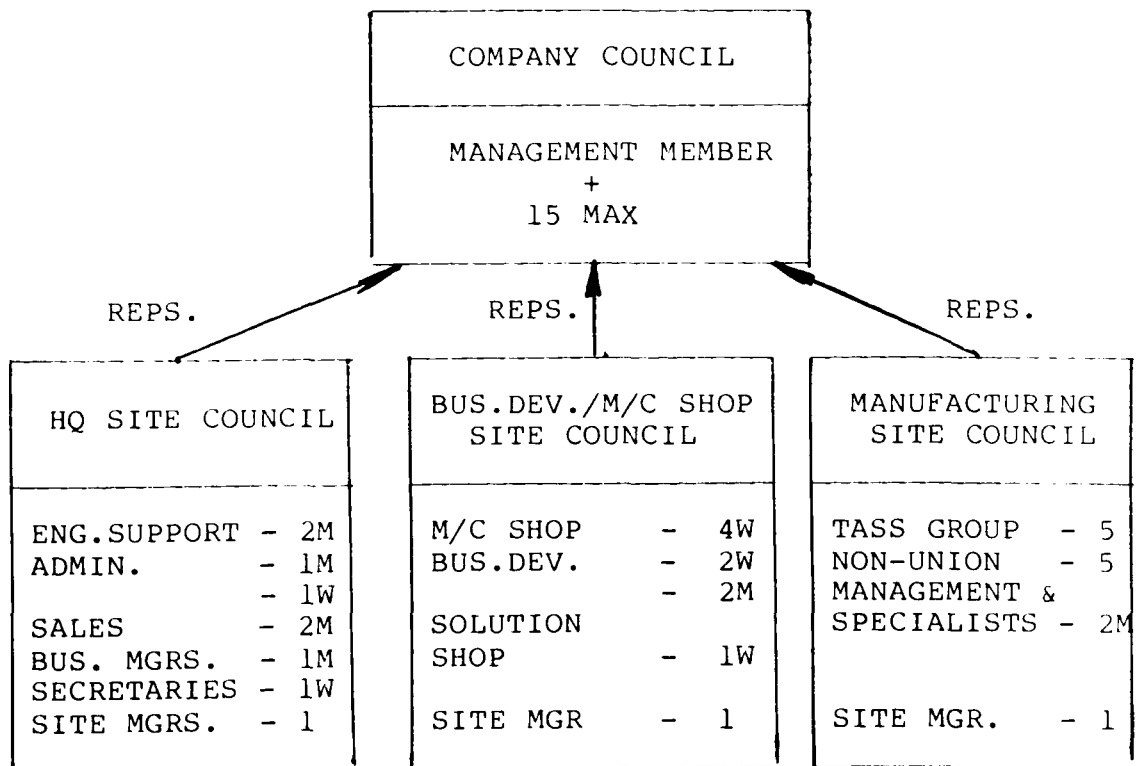 COMPANY COUNCIL
MANAGEMENT MEMBER
+
15 MAX
REPS.
REPS.
REPS.
HQ SITE COUNCIL
ENG.SUPPORT - 2M
ADMIN. - 1M
- 1W
SALES - 2M
BUS. MGRS. - 1M
SECRETARIES - 1W
SITE MGRS. - 1
BUS.DEV./M/C SHOP
SITE COUNCIL
M/C SHOP - 4W
BUS.DEV. - 2W
- 2M
SOLUTION
SHOP - 1W
SITE MGR - 1
MANUFACTURING
SITE COUNCIL
TASS GROUP - 5
NON-UNION - 5
MANAGEMENT &
SPECIALISTS - 2M
SITE MGR. - 1